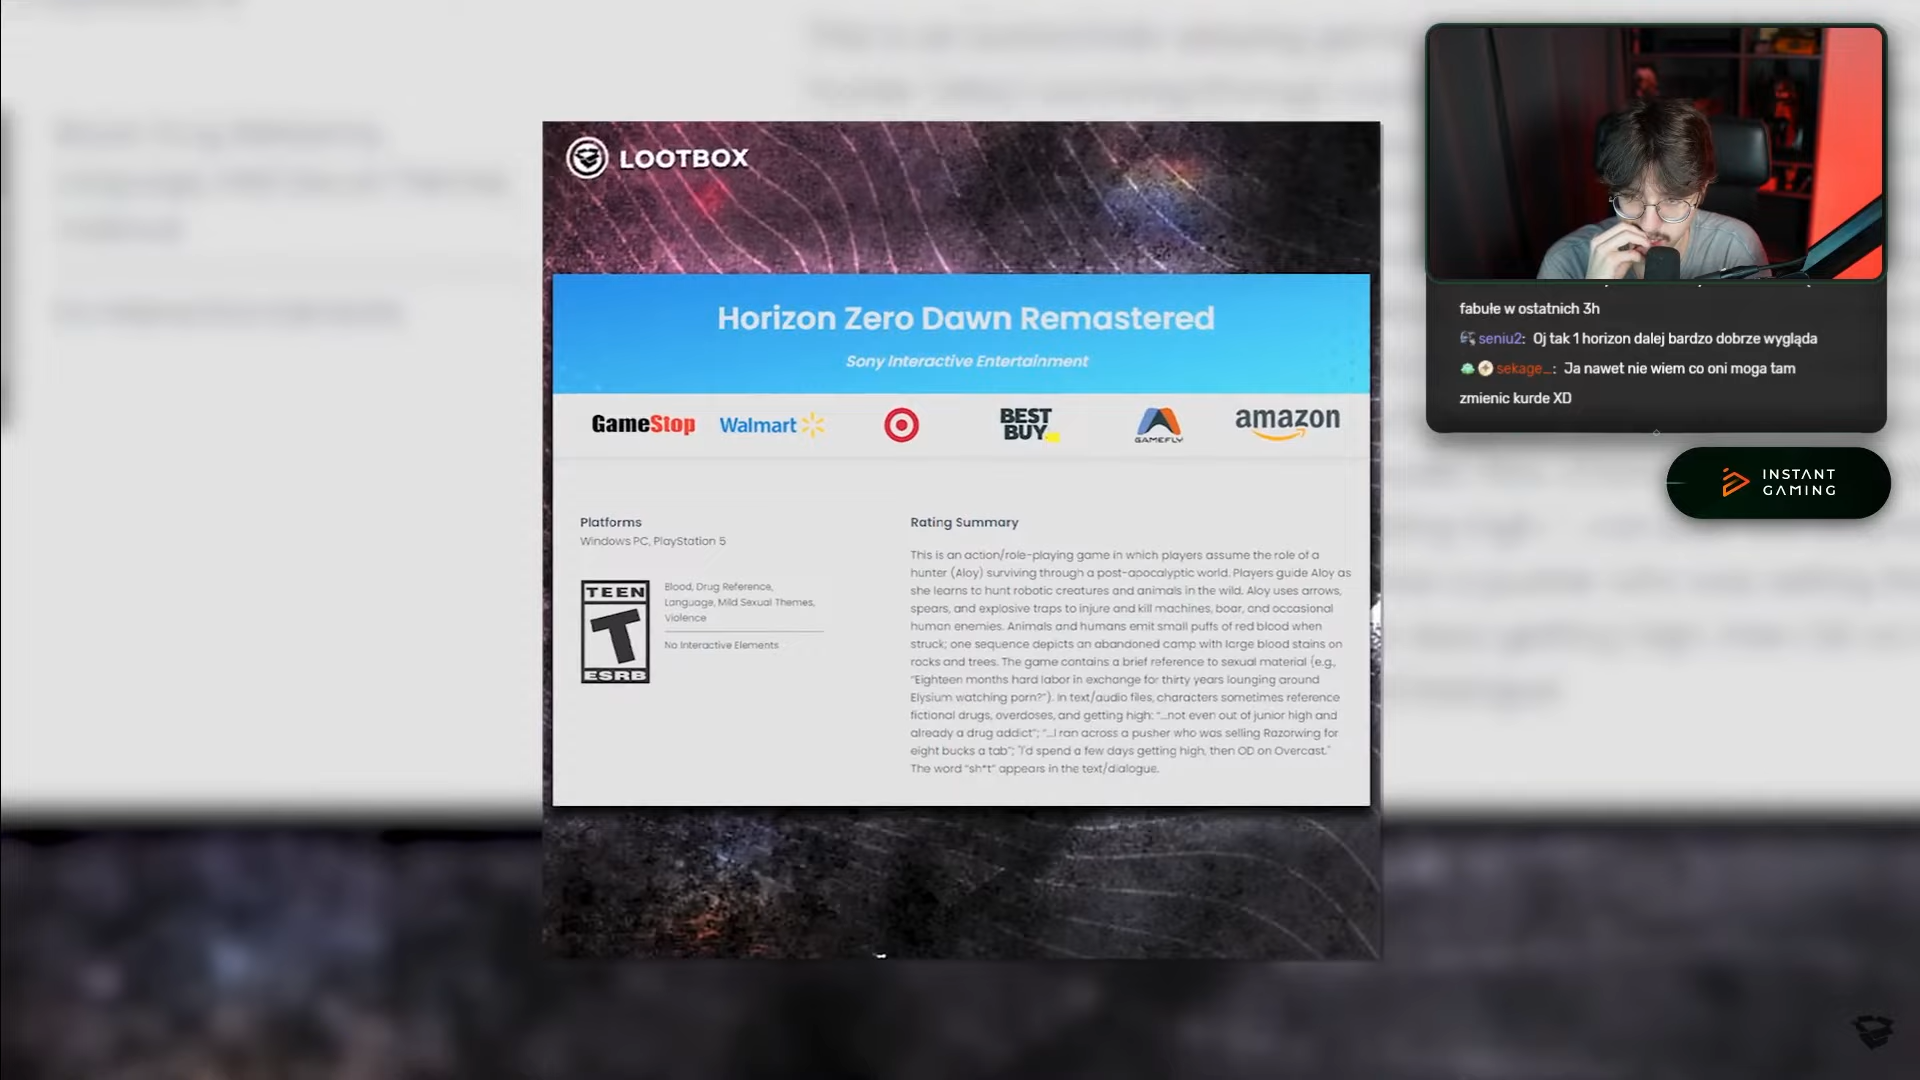 LOOTBOX
Horizon Zero Dawn Remastered
Sony Interactive Entertainment
GameStop
Walmart
BEST
BUY
GAMEFLY
amazon
Platforms
Windows PC, PlayStation 5
TEEN
T
ESRB
Blood, Drug Reference,
Language, Mild Sexual Themes,
Violence
No Interactive Elements
Rating Summary
This is an action/role-playing game in which players assume the role of a
hunter (Aloy) surviving through a post-apocalyptic world. Players guide Aloy as
she learns to hunt robotic creatures and animals in the wild. Aloy uses arrows,
spears, and explosive traps to injure and kill machines, boar, and occasional
human enemies. Animals and humans emit small puffs of red blood when
struck; one sequence depicts an abandoned camp with large blood stains on
rocks and trees. The game contains a brief reference to sexual material (e.g.,
"Eighteen months hard labor in exchange for thirty years lounging around
Elysium watching porn?"). In text/audio files, characters sometimes reference
fictional drugs, overdoses, and getting high: "...not even out of junior high and
already a drug addict"; "...I ran across a pusher who was selling Razorwing for
eight bucks a tab"; "I'd spend a few days getting high, then OD on Overcast."
The word "sh*t" appears in the text/dialogue.
fabułe w ostatnich 3h
seniu2: Oj tak 1 horizon dalej bardzo dobrze wygląda
sekage_: Ja nawet nie wiem co oni moga tam
zmienic kurde XD
INSTANT
GAMING